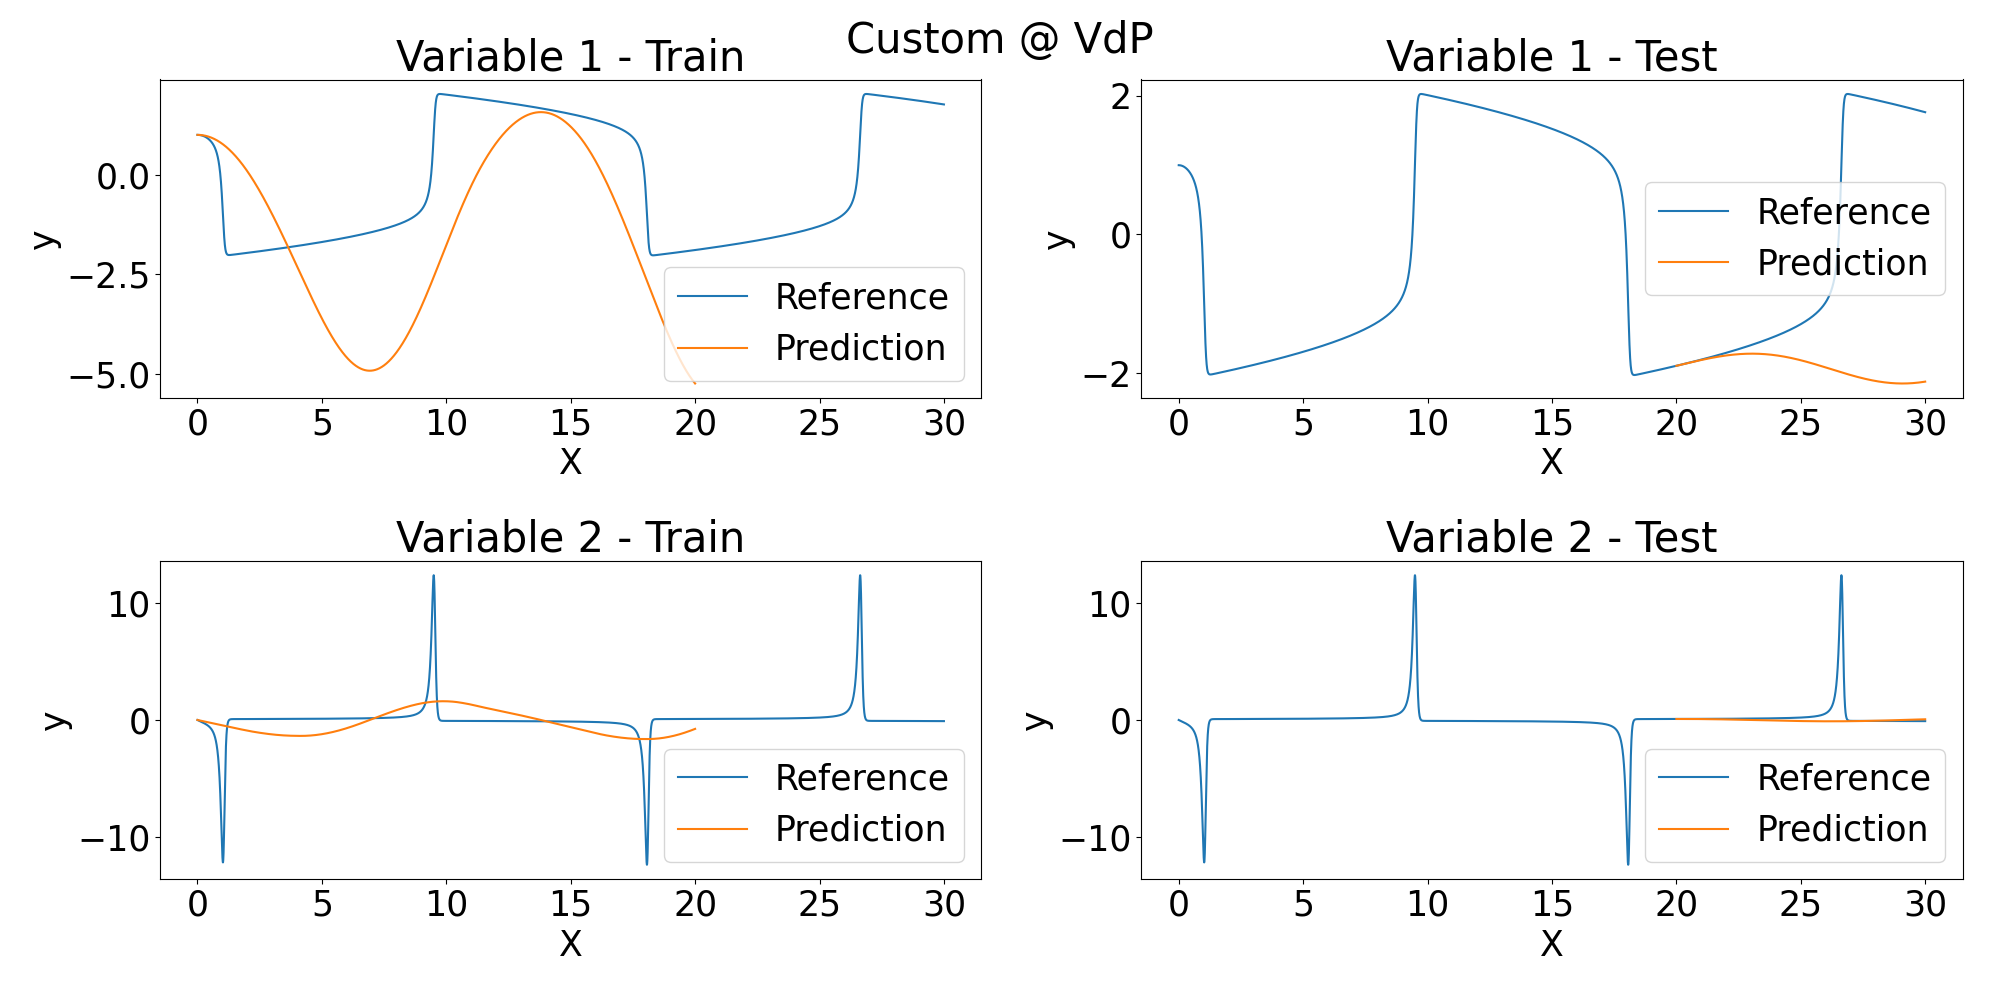 Custom @ VdP
Variable 1 - Train
y
0.0
−2.5
−5.0
0 5 10 15 20 25 30
X
Reference
Prediction
Variable 1 - Test
y
2
0
−2
0 5 10 15 20 25 30
X
Reference
Prediction
Variable 2 - Train
y
10
0
−10
0 5 10 15 20 25 30
X
Reference
Prediction
Variable 2 - Test
y
10
0
−10
0 5 10 15 20 25 30
X
Reference
Prediction